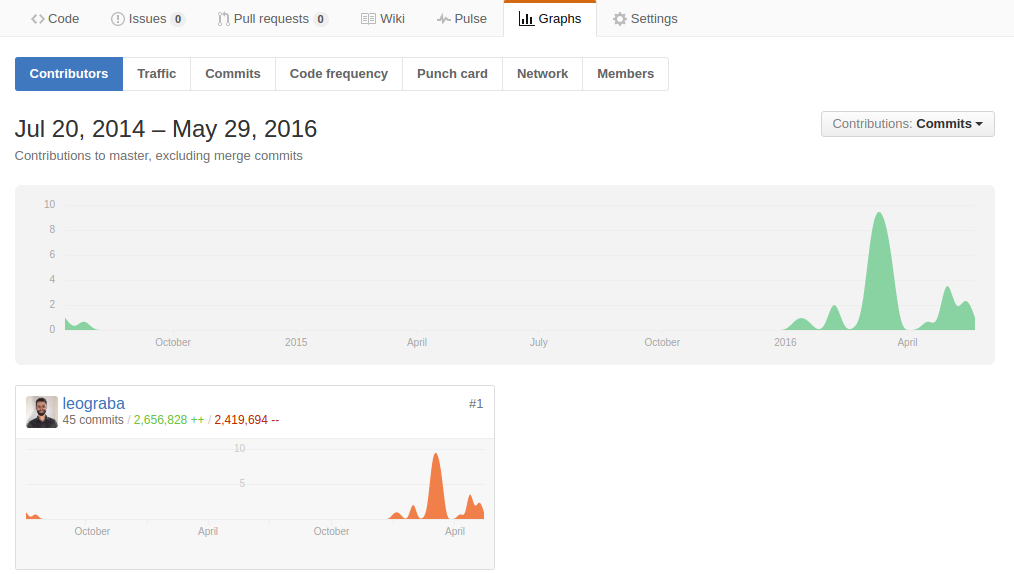 Code Issues 0 Pull requests 0 Wiki Pulse Graphs Settings
Contributors Traffic Commits Code frequency Punch card Network Members
Jul 20, 2014 – May 29, 2016
Contributions: Commits
Contributions to master, excluding merge commits
10
8
6
4
2
0
October 2015 April July October 2016 April
leograba #1
45 commits / 2,656,828 ++ / 2,419,694 --
10
5
October April October April